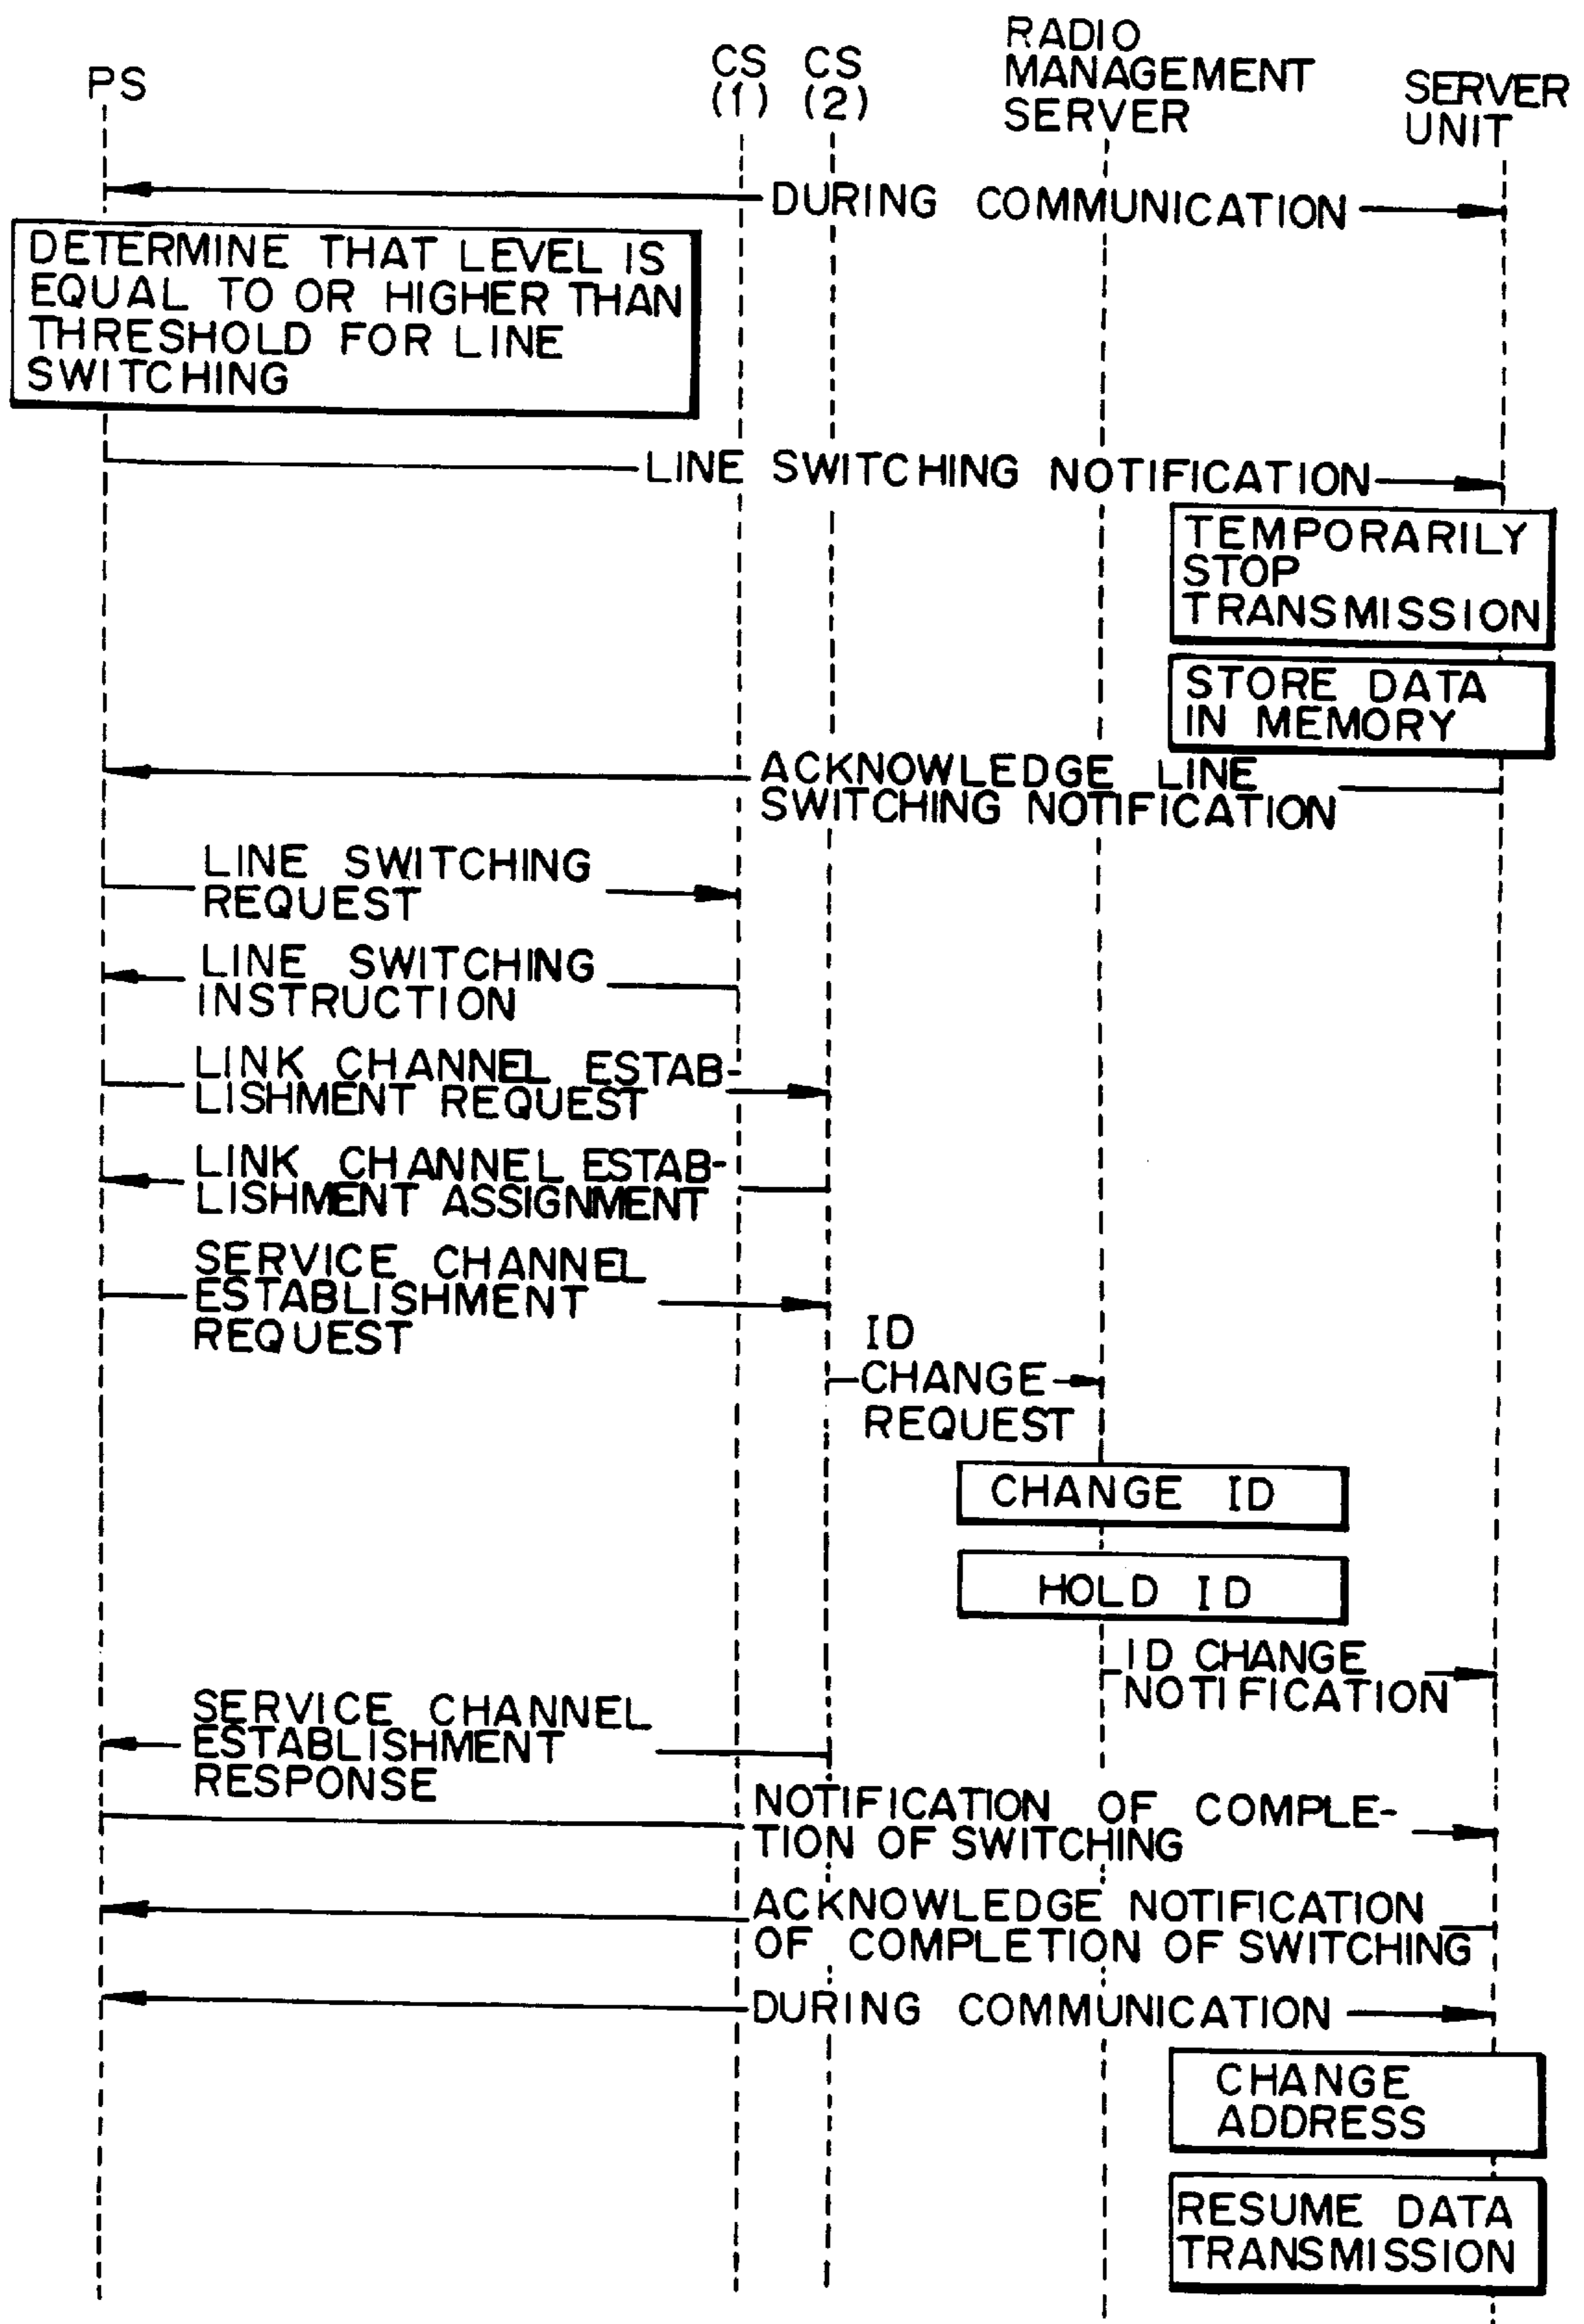 PS
CS
(1)
CS
(2)
RADIO
MANAGEMENT
SERVER
SERVER
UNIT
DURING COMMUNICATION
DETERMINE THAT LEVEL IS
EQUAL TO OR HIGHER THAN
THRESHOLD FOR LINE
SWITCHING
LINE SWITCHING NOTIFICATION
TEMPORARILY
STOP
TRANSMISSION
STORE DATA
IN MEMORY
ACKNOWLEDGE LINE
SWITCHING NOTIFICATION
LINE SWITCHING
REQUEST
LINE SWITCHING
INSTRUCTION
LINK CHANNEL ESTAB-
LISHMENT REQUEST
LINK CHANNEL ESTAB-
LISHMENT ASSIGNMENT
SERVICE CHANNEL
ESTABLISHMENT
REQUEST
ID
CHANGE
REQUEST
CHANGE ID
HOLD ID
ID CHANGE
NOTIFICATION
SERVICE CHANNEL
ESTABLISHMENT
RESPONSE
NOTIFICATION OF COMPLE-
TION OF SWITCHING
ACKNOWLEDGE NOTIFICATION
OF COMPLETION OF SWITCHING
DURING COMMUNICATION
CHANGE
ADDRESS
RESUME DATA
TRANSMISSION